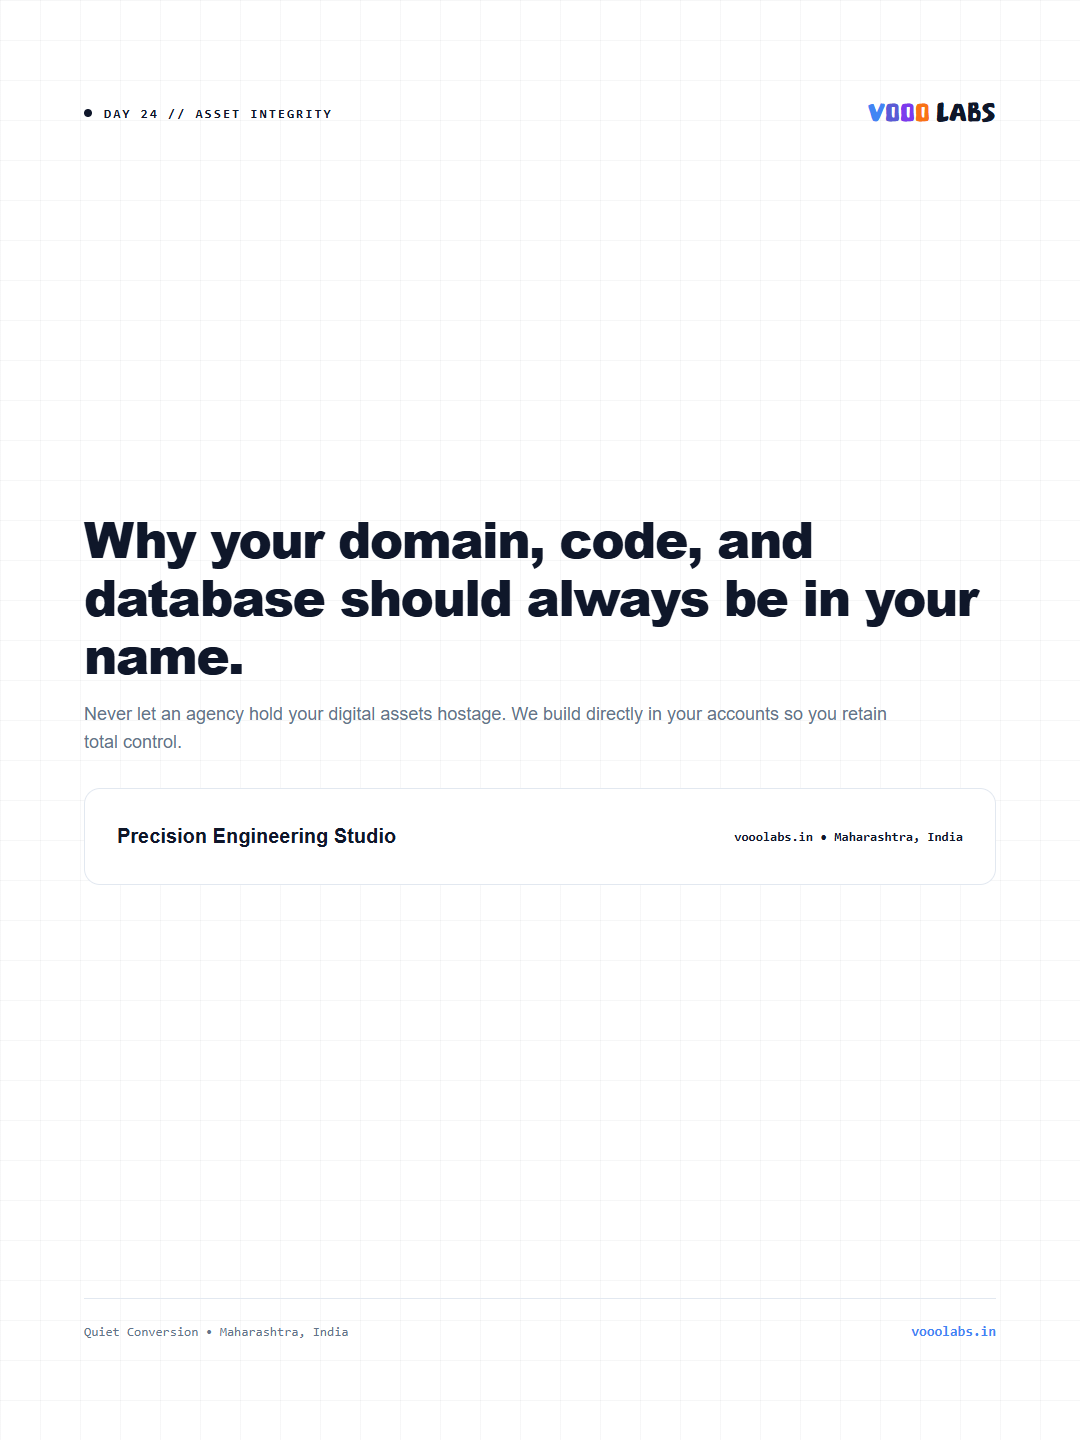 DAY 24 // ASSET INTEGRITY
VOOO LABS
Why your domain, code, and
database should always be in your
name.
Never let an agency hold your digital assets hostage. We build directly in your accounts so you retain
total control.
Precision Engineering Studio
vooolabs.in • Maharashtra, India
Quiet Conversion • Maharashtra, India
vooolabs.in